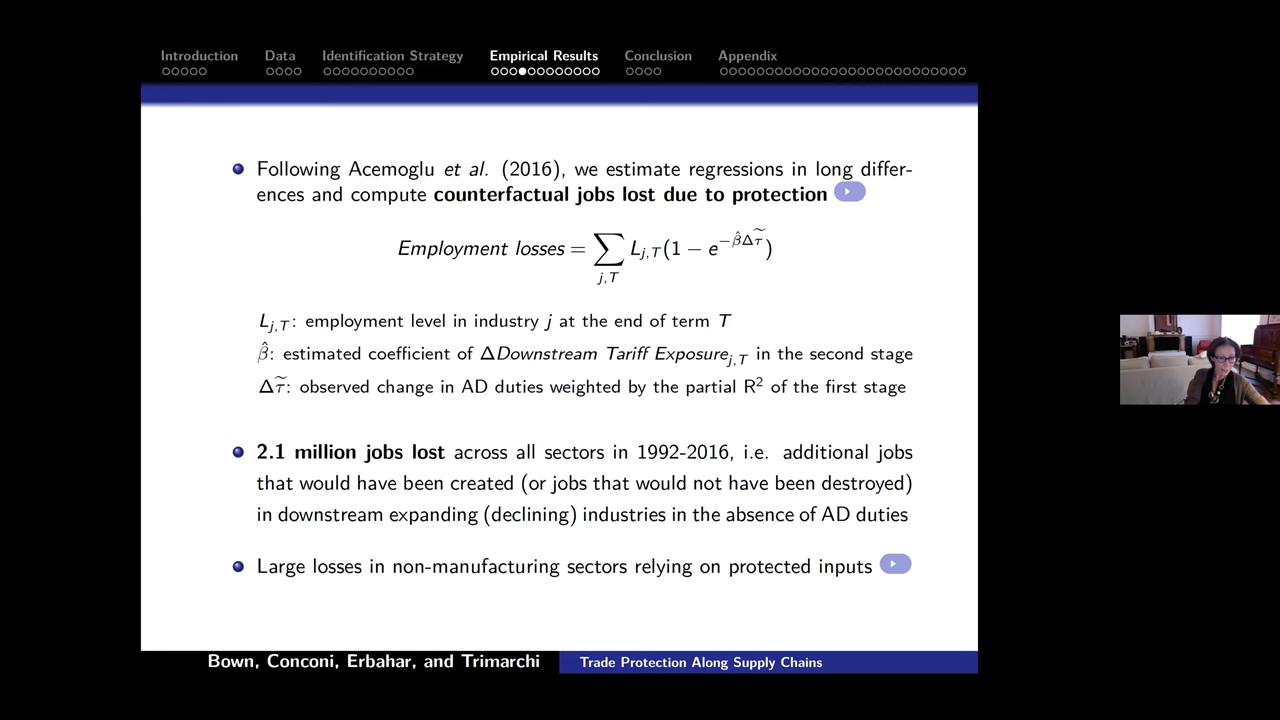 Introduction Data Identification Strategy Empirical Results Conclusion Appendix
Following Acemoglu et al. (2016), we estimate regressions in long differ-
ences and compute counterfactual jobs lost due to protection
Employment losses = ∑_{j,T} L_{j,T}(1 − e^{−β̂Δτ̃})
L_{j,T}: employment level in industry j at the end of term T
β̂: estimated coefficient of ΔDownstream Tariff Exposure_{j,T} in the second stage
Δτ̃: observed change in AD duties weighted by the partial R² of the first stage
2.1 million jobs lost across all sectors in 1992-2016, i.e. additional jobs
that would have been created (or jobs that would not have been destroyed)
in downstream expanding (declining) industries in the absence of AD duties
Large losses in non-manufacturing sectors relying on protected inputs
Bown, Conconi, Erbahar, and Trimarchi Trade Protection Along Supply Chains